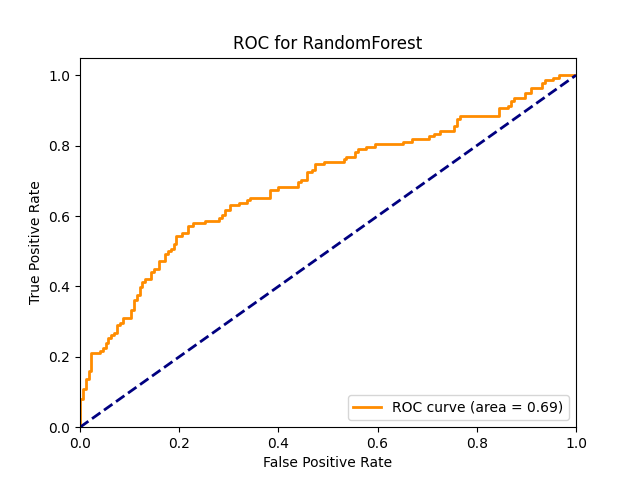 ROC for RandomForest
True Positive Rate
1.0
0.8
0.6
0.4
0.2
0.0
ROC curve (area = 0.69)
0.0 0.2 0.4 0.6 0.8 1.0
False Positive Rate